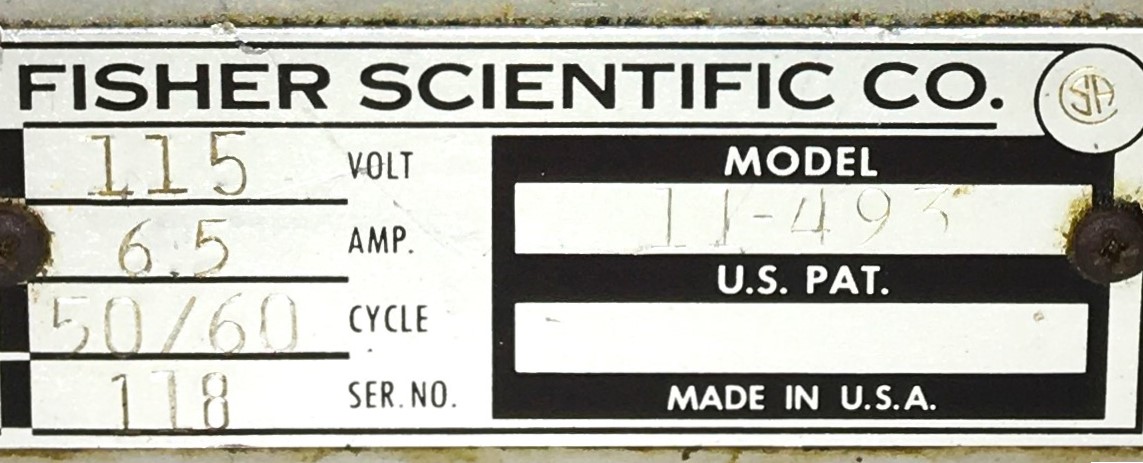 FISHER SCIENTIFIC CO.
SA
115 VOLT
6.5 AMP.
50/60 CYCLE
118 SER. NO.
MODEL
11-493
U.S. PAT.
MADE IN U.S.A.